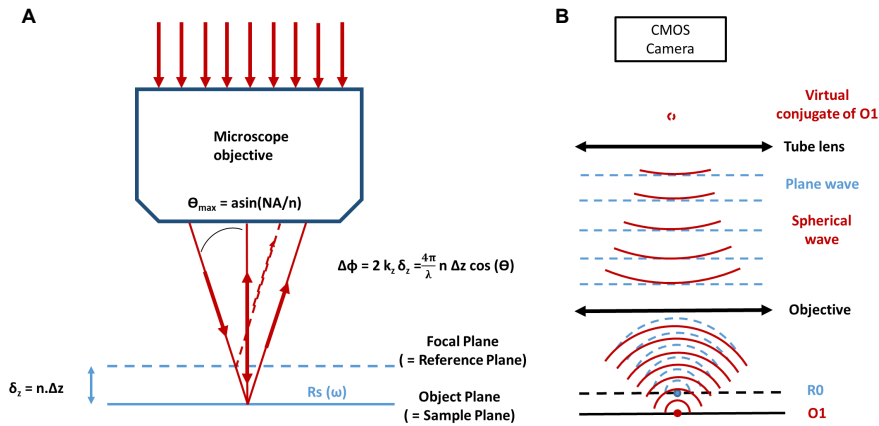 A
Microscope
objective
Θmax = asin(NA/n)
Δϕ = 2 kz δz = 4π/λ n Δz cos (Θ)
Focal Plane
( = Reference Plane)
δz = n.Δz
Rs (ω)
Object Plane
(= Sample Plane)
B
CMOS
Camera
Virtual
conjugate of O1
Tube lens
Plane wave
Spherical
wave
Objective
R0
O1